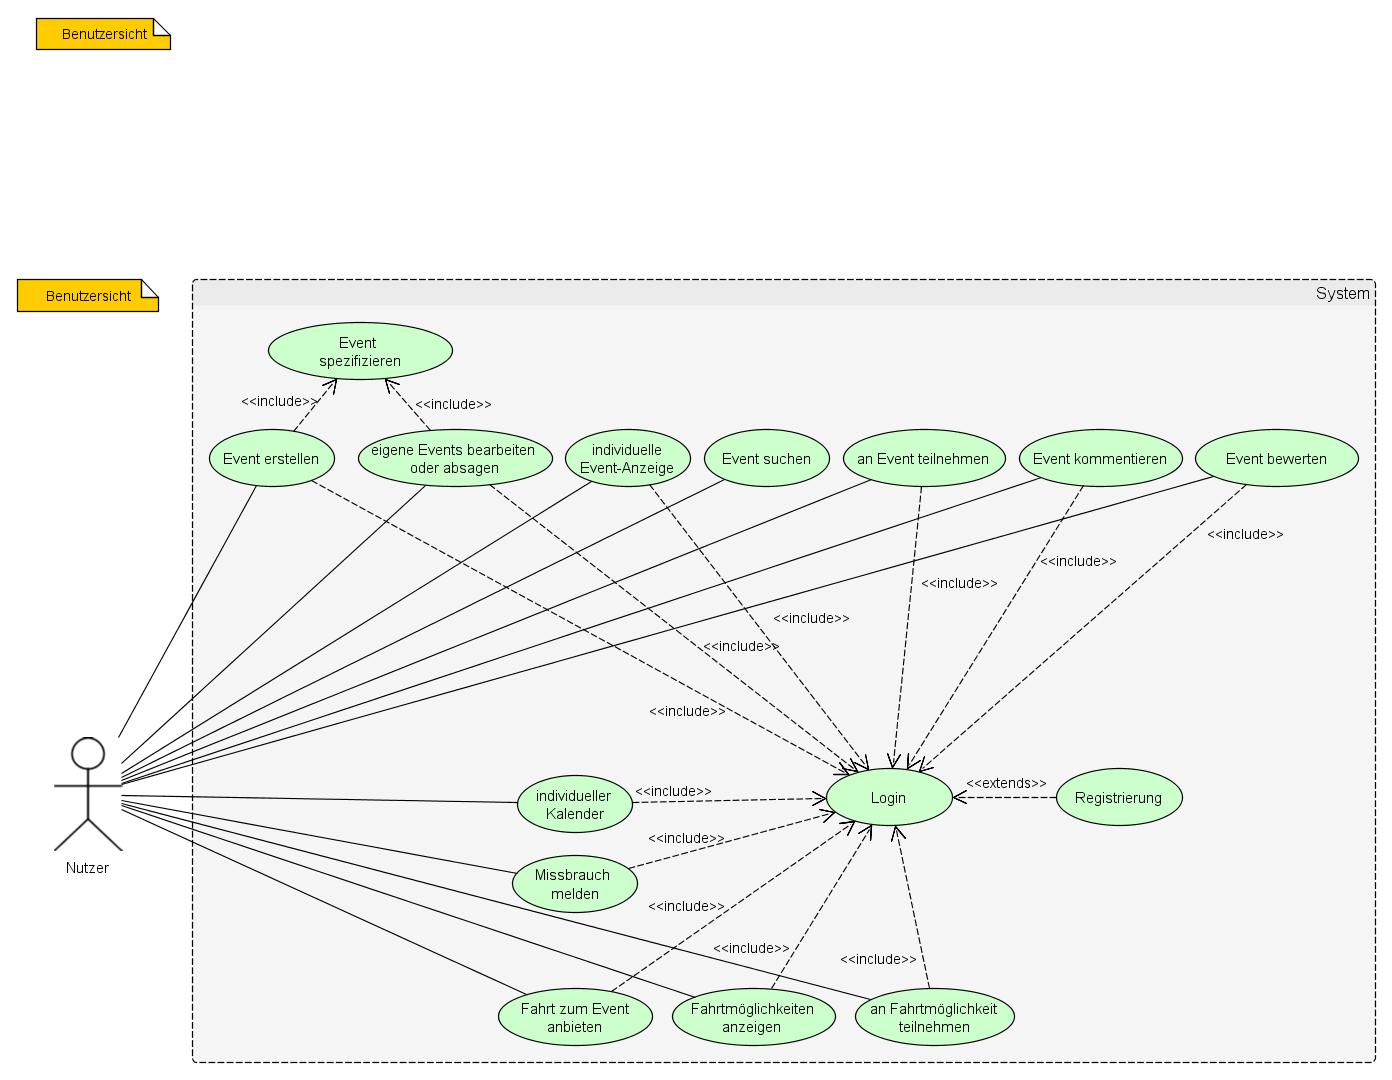 Benutzersicht
Benutzersicht
System
Event
spezifizieren
<<include>>
<<include>>
Event erstellen
eigene Events bearbeiten
oder absagen
individuelle
Event-Anzeige
Event suchen
an Event teilnehmen
Event kommentieren
Event bewerten
<<include>>
<<include>>
<<include>>
<<include>>
<<include>>
<<include>>
Nutzer
individueller
Kalender
<<include>>
Login
<<extends>>
Registrierung
<<include>>
Missbrauch
melden
<<include>>
<<include>>
<<include>>
Fahrt zum Event
anbieten
Fahrtmöglichkeiten
anzeigen
an Fahrtmöglichkeit
teilnehmen